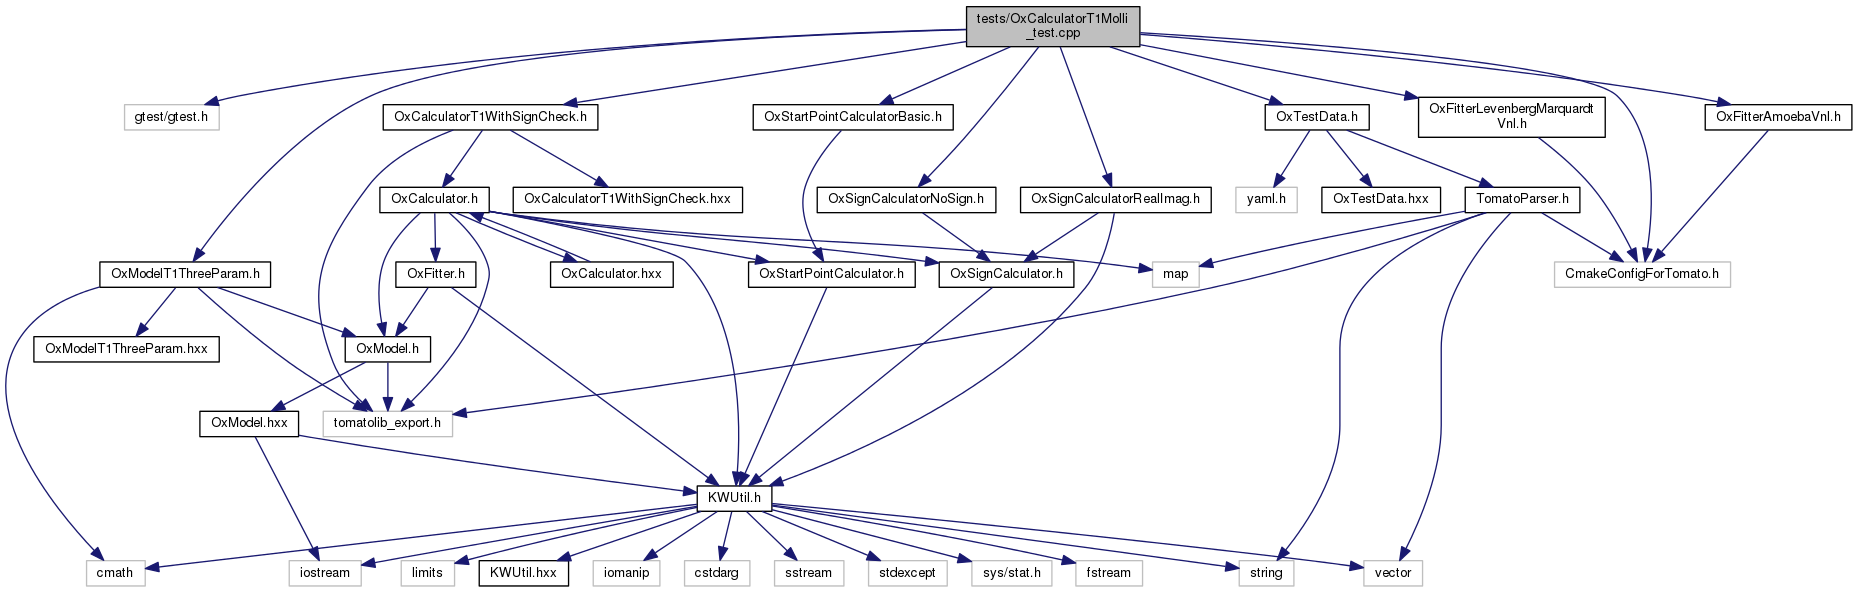 tests/OxCalculatorT1Molli
_test.cpp
gtest/gtest.h
OxCalculatorT1WithSignCheck.h
OxStartPointCalculatorBasic.h
OxTestData.h
OxFitterLevenbergMarquardt
Vnl.h
OxFitterAmoebaVnl.h
OxCalculator.h
OxCalculatorT1WithSignCheck.hxx
OxSignCalculatorNoSign.h
OxSignCalculatorRealImag.h
yaml.h
OxTestData.hxx
TomatoParser.h
OxModelT1ThreeParam.h
OxFitter.h
OxCalculator.hxx
OxStartPointCalculator.h
OxSignCalculator.h
map
CmakeConfigForTomato.h
OxModelT1ThreeParam.hxx
OxModel.h
OxModel.hxx
tomatolib_export.h
KWUtil.h
cmath
iostream
limits
KWUtil.hxx
iomanip
cstdarg
sstream
stdexcept
sys/stat.h
fstream
string
vector